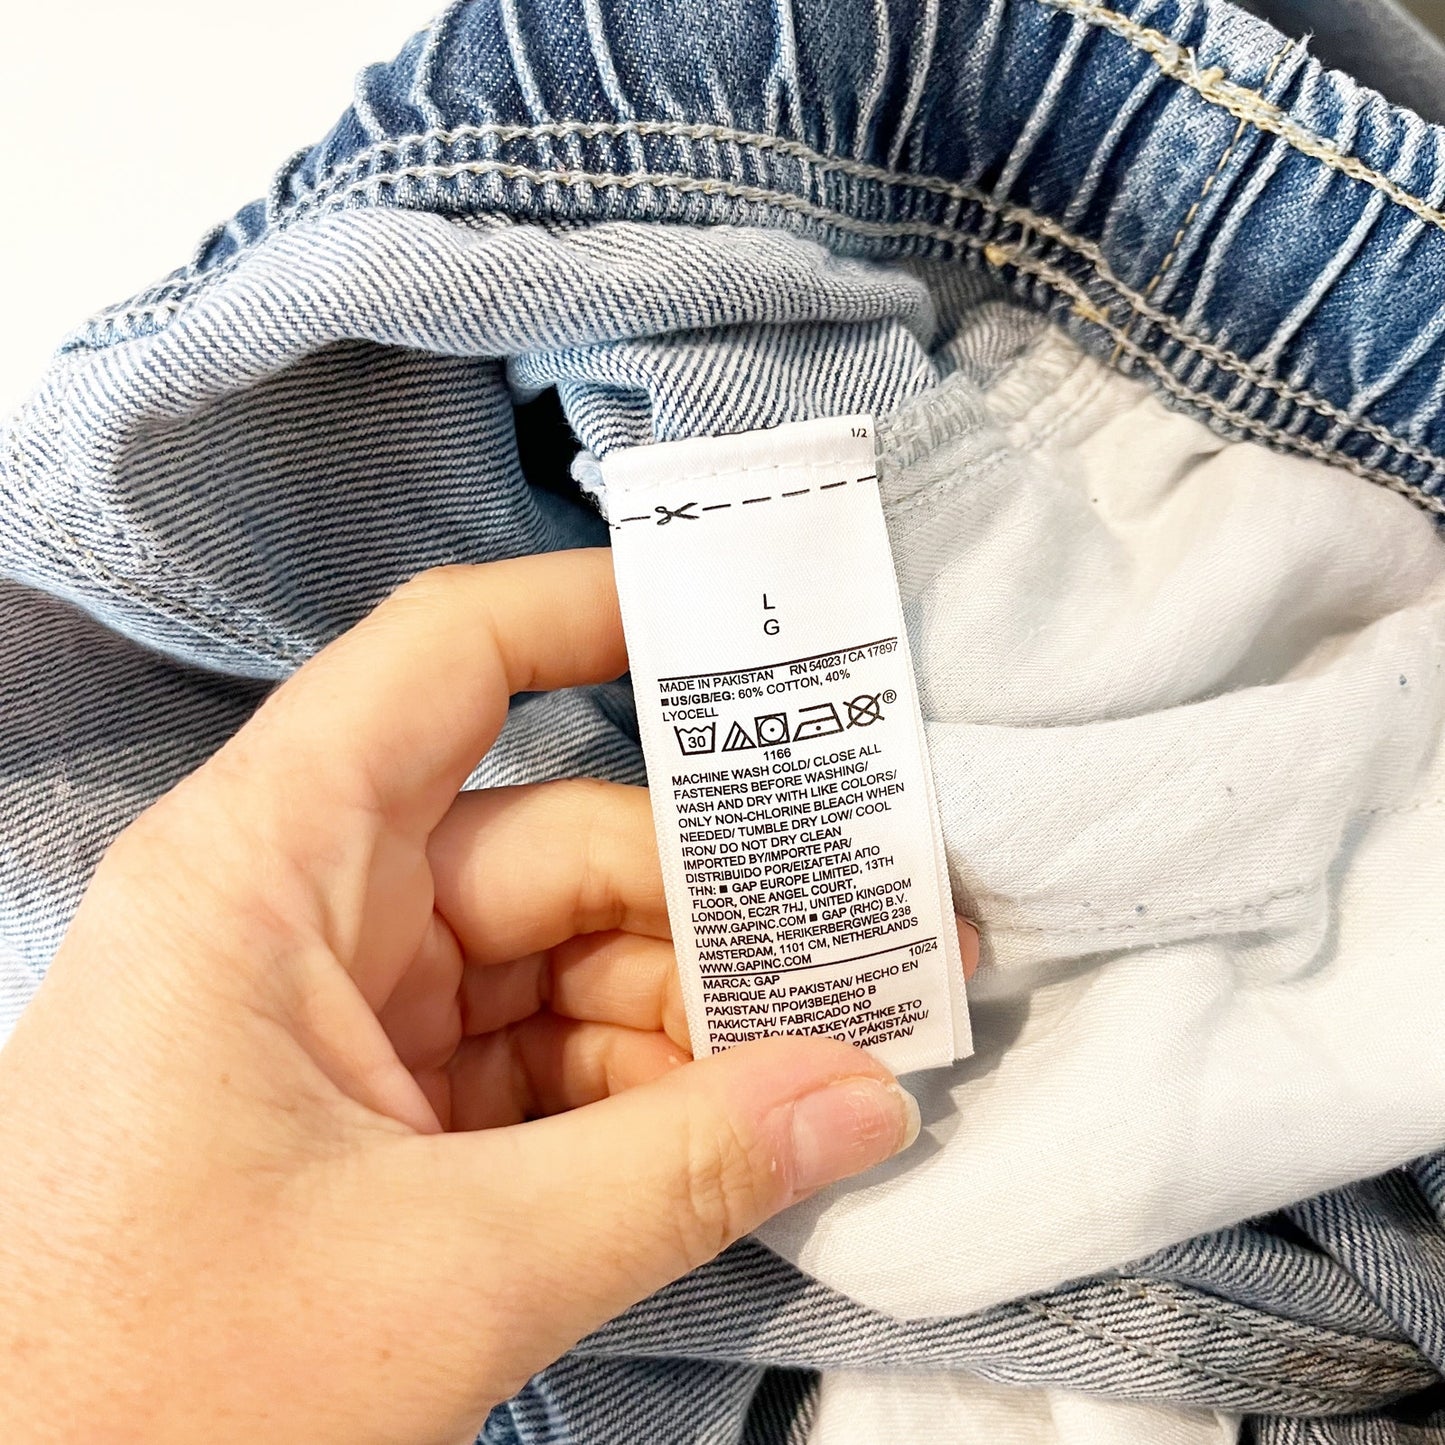 1/2
L
G
MADE IN PAKISTAN RN 54023 / CA 17897
■US/GB/EG: 60% COTTON, 40%
LYOCELL
30 ®
1166
MACHINE WASH COLD/ CLOSE ALL
FASTENERS BEFORE WASHING/
WASH AND DRY WITH LIKE COLORS/
ONLY NON-CHLORINE BLEACH WHEN
NEEDED/ TUMBLE DRY LOW/ COOL
IRON/ DO NOT DRY CLEAN
IMPORTED BY/IMPORTE PAR/
DISTRIBUIDO POR/ΕΙΣΑΓΕΤΑΙ ΑΠΟ
ΤΗΝ: ■ GAP EUROPE LIMITED, 13TH
FLOOR, ONE ANGEL COURT,
LONDON, EC2R 7HJ, UNITED KINGDOM
WWW.GAPINC.COM ■ GAP (RHC) B.V.
LUNA ARENA, HERIKERBERGWEG 238
AMSTERDAM, 1101 CM, NETHERLANDS
WWW.GAPINC.COM 10/24
MARCA: GAP
FABRIQUE AU PAKISTAN/ HECHO EN
PAKISTAN/ ПРОИЗВЕДЕНО В
ПАКИСТАН/ FABRICADO NO
PAQUISTÃO/ ΚΑΤΑΣΚΕΥΑΣΤΗΚΕ ΣΤΟ
V PÁKISTÁNU/
PAKISTAN/